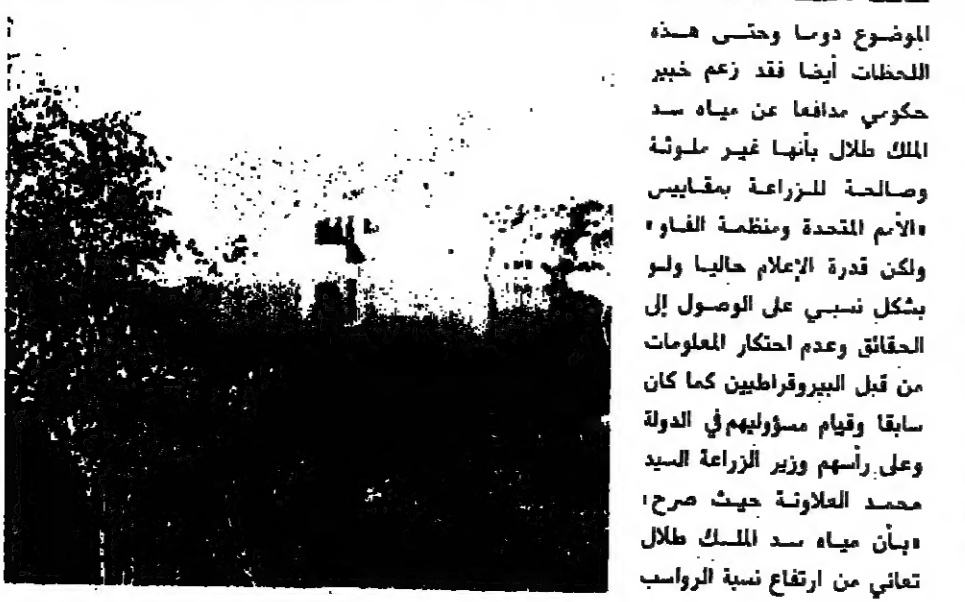 الموضوع دوما وحتى هذه
اللحظات أيضا فقد زعم خبير
حكومي مدافعا عن مياه سد
الملك طلال بأنها غير ملوثة
وصالحة للزراعة بمقاييس
«الأمم المتحدة ومنظمة الفاو»
ولكن قدرة الإعلام حاليا ولو
بشكل نسبي على الوصول إلى
الحقائق وعدم احتكار المعلومات
من قبل البيروقراطيين كما كان
سابقا وقيام مسؤوليهم في الدولة
وعلى رأسهم وزير الزراعة السيد
محمد العلاونة حيث صرح:
«بأن مياه سد الملك طلال
تعاني من ارتفاع نسبة الرواسب